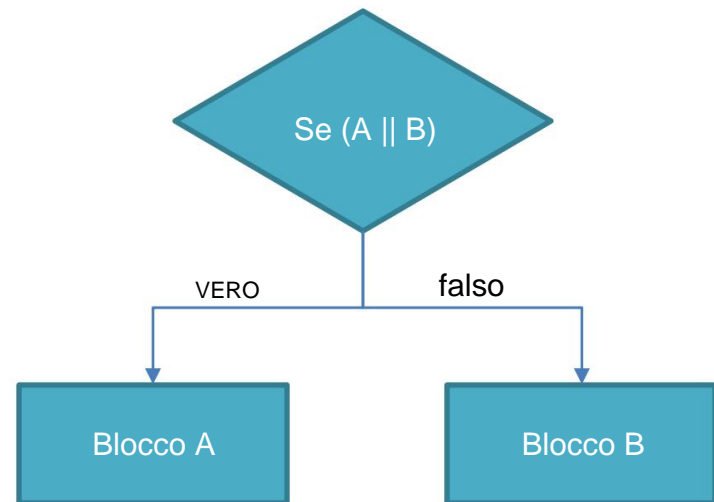 Se (A || B)
VERO
falso
Blocco A
Blocco B